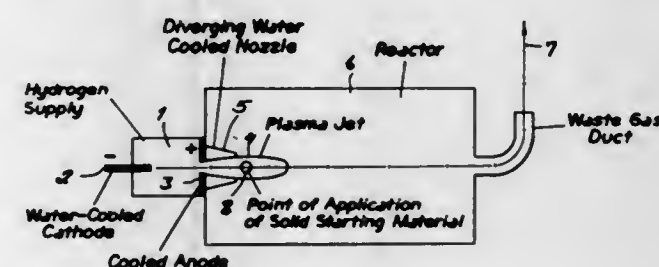 Diverging Water
Cooled Nozzle
Reactor
6
7
Hydrogen
Supply
1
5
4
Plasma Jet
Waste Gas
Duct
-
+
2
3
8
Point of Application
of Solid Starting Material
Water-Cooled
Cathode
Cooled Anode